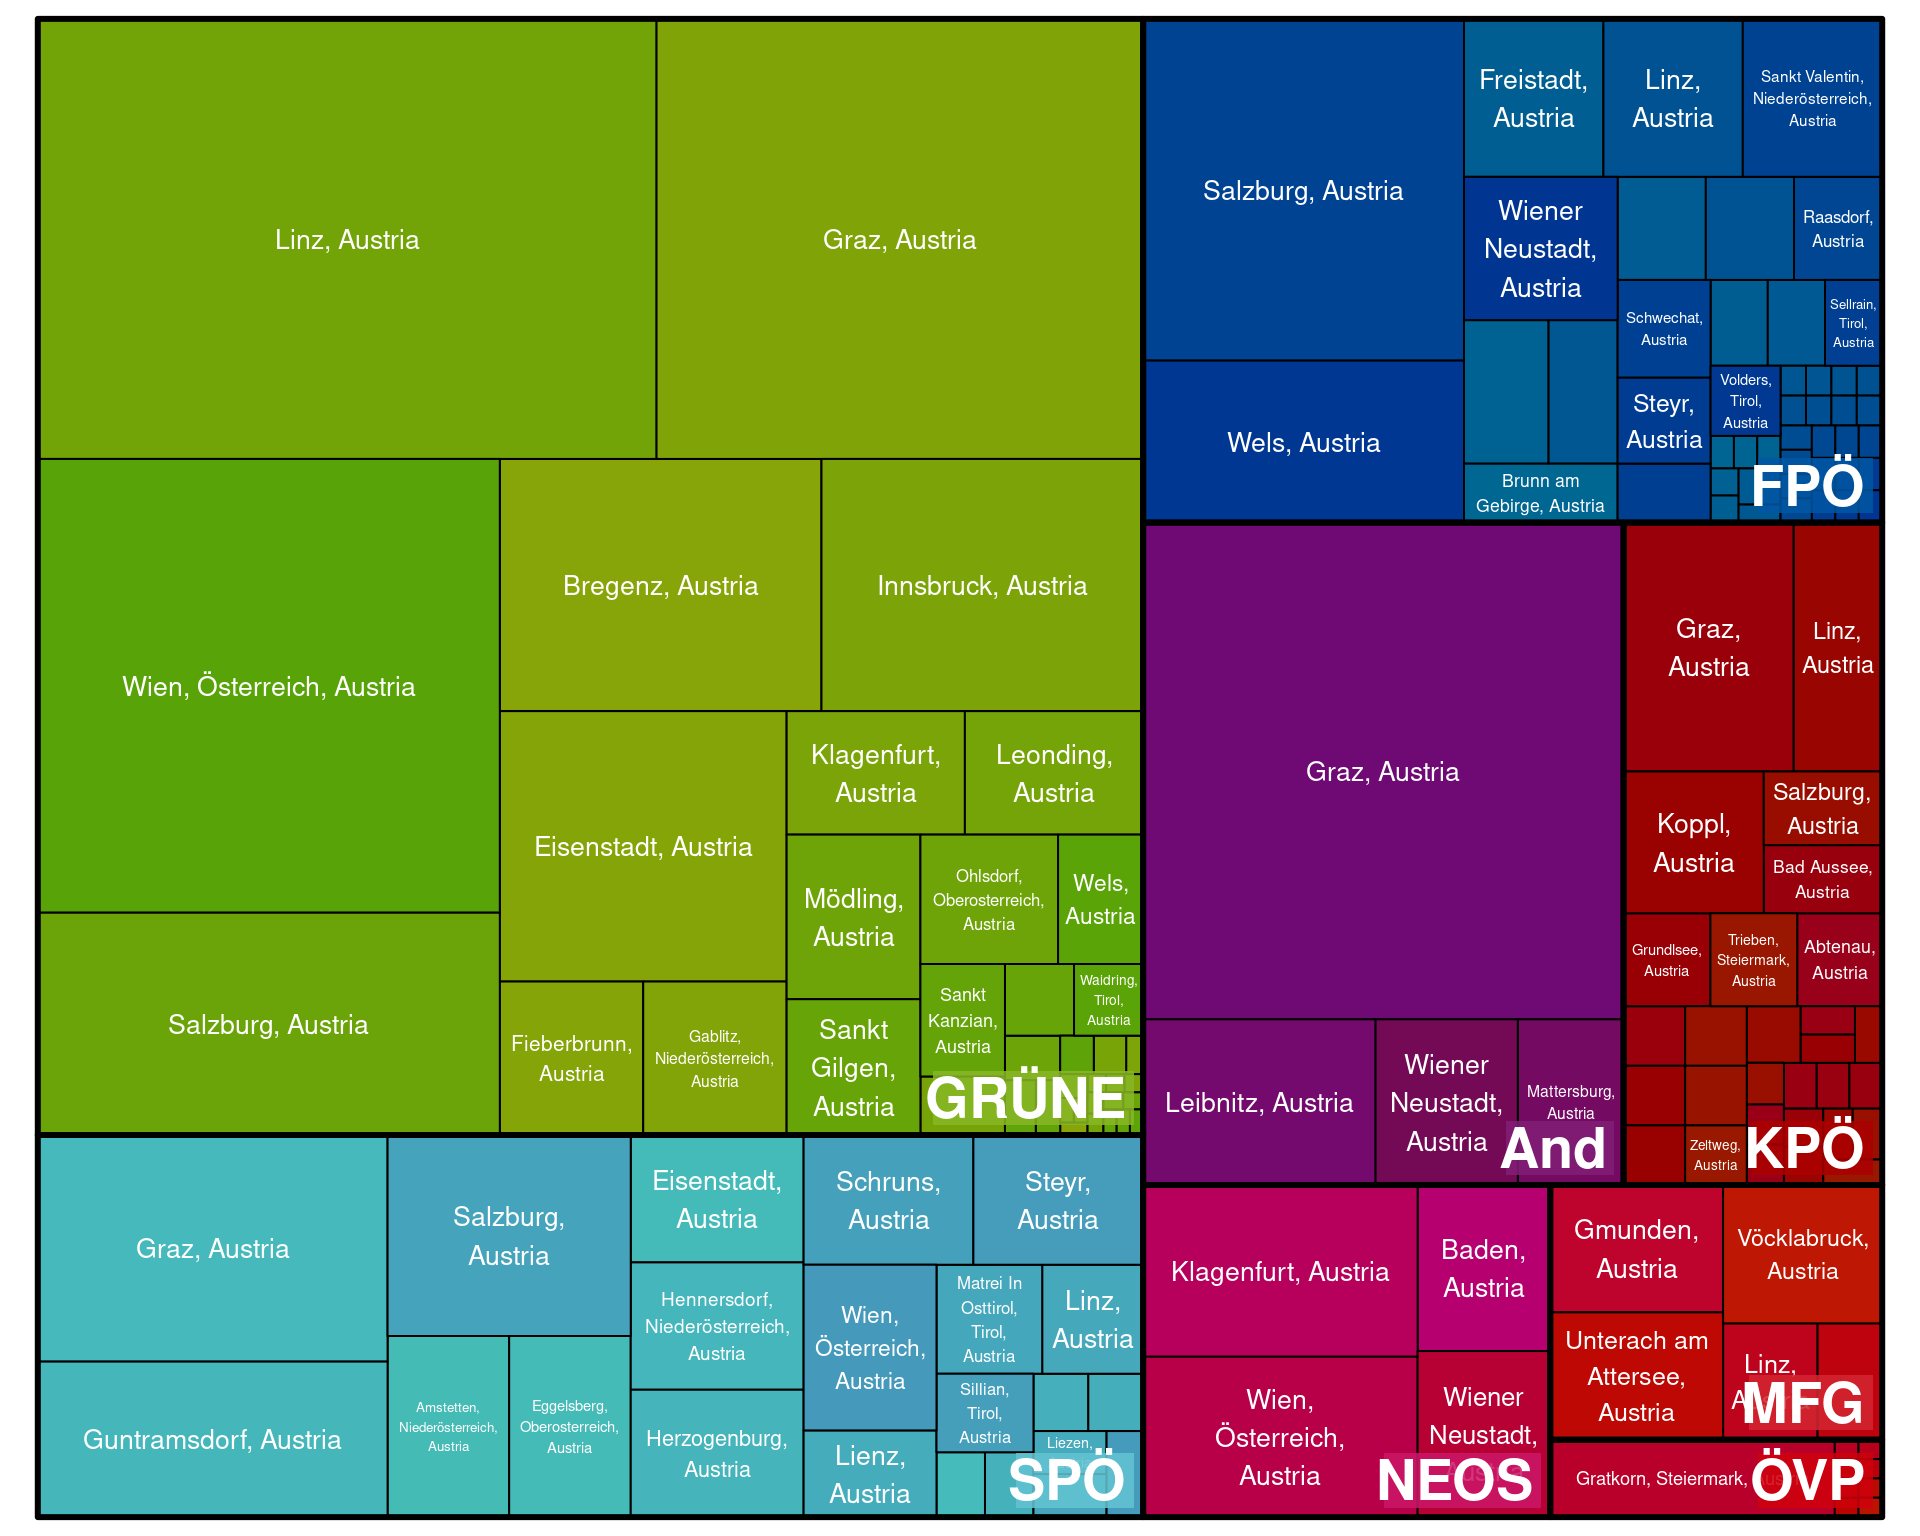 Linz, Austria
Graz, Austria
Wien, Österreich, Austria
Bregenz, Austria
Innsbruck, Austria
Salzburg, Austria
Eisenstadt, Austria
Klagenfurt,
Austria
Leonding,
Austria
Mödling,
Austria
Ohlsdorf,
Oberosterreich,
Austria
Wels,
Austria
Fieberbrunn,
Austria
Gablitz,
Niederösterreich,
Austria
Sankt
Gilgen,
Austria
Sankt
Kanzian,
Austria
Waidring,
Tirol,
Austria
GRÜNE
Salzburg, Austria
Wels, Austria
Freistadt,
Austria
Linz,
Austria
Sankt Valentin,
Niederösterreich,
Austria
Wiener
Neustadt,
Austria
Raasdorf,
Austria
Schwechat,
Austria
Sellrain,
Tirol,
Austria
Steyr,
Austria
Volders,
Tirol,
Austria
Brunn am
Gebirge, Austria
FPÖ
Graz, Austria
Leibnitz, Austria
Wiener
Neustadt,
Austria
Mattersburg,
Austria
And
Graz,
Austria
Linz,
Austria
Koppl,
Austria
Salzburg,
Austria
Bad Aussee,
Austria
Grundlsee,
Austria
Trieben,
Steiermark,
Austria
Abtenau,
Austria
Zeltweg,
Austria
KPÖ
Graz, Austria
Guntramsdorf, Austria
Salzburg,
Austria
Amstetten,
Niederösterreich,
Austria
Eggelsberg,
Oberosterreich,
Austria
Eisenstadt,
Austria
Hennersdorf,
Niederösterreich,
Austria
Herzogenburg,
Austria
Schruns,
Austria
Steyr,
Austria
Wien,
Österreich,
Austria
Matrei In
Osttirol,
Tirol,
Austria
Linz,
Austria
Sillian,
Tirol,
Austria
Lienz,
Austria
Liezen,
SPÖ
Klagenfurt, Austria
Baden,
Austria
Wien,
Österreich,
Austria
Wiener
Neustadt,
NEOS
Gmunden,
Austria
Vöcklabruck,
Austria
Unterach am
Attersee,
Austria
Linz,
MFG
Gratkorn, Steiermark,
ÖVP